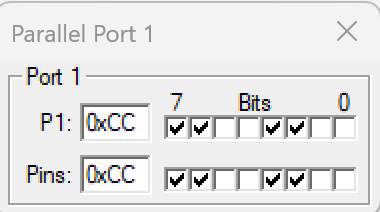 Parallel Port 1
Port 1
7 Bits 0
P1: 0xCC
Pins: 0xCC